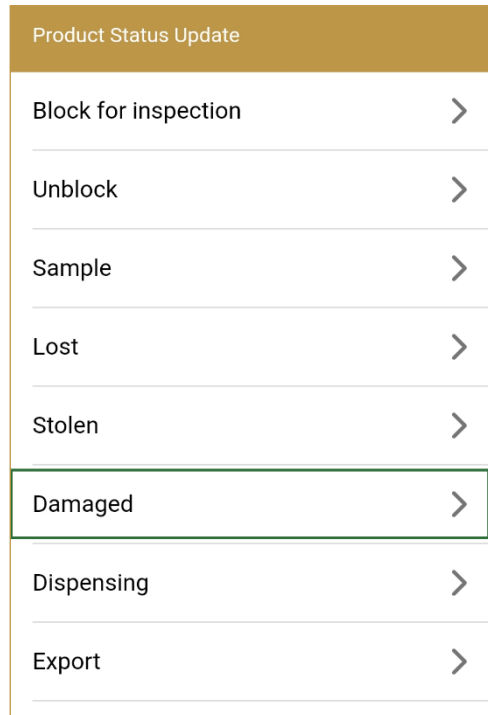 Product Status Update
Block for inspection
Unblock
Sample
Lost
Stolen
Damaged
Dispensing
Export